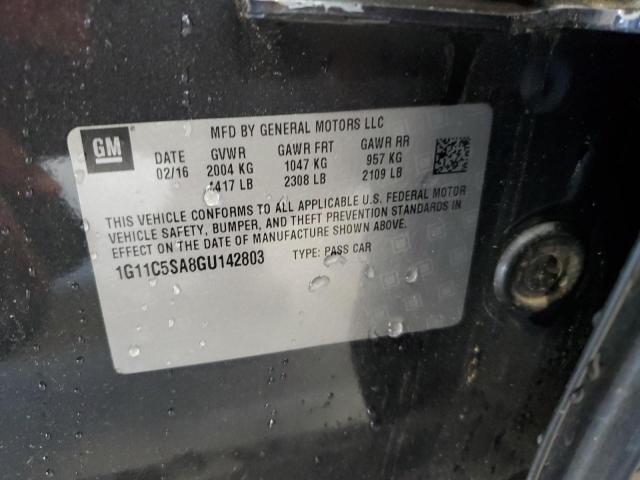 GM
MFD BY GENERAL MOTORS LLC
DATE GVWR GAWR FRT GAWR RR
02/16 2004 KG 1047 KG 957 KG
4417 LB 2308 LB 2109 LB
THIS VEHICLE CONFORMS TO ALL APPLICABLE U.S. FEDERAL MOTOR
VEHICLE SAFETY, BUMPER, AND THEFT PREVENTION STANDARDS IN
EFFECT ON THE DATE OF MANUFACTURE SHOWN ABOVE.
1G11C5SA8GU142803 TYPE: PASS CAR